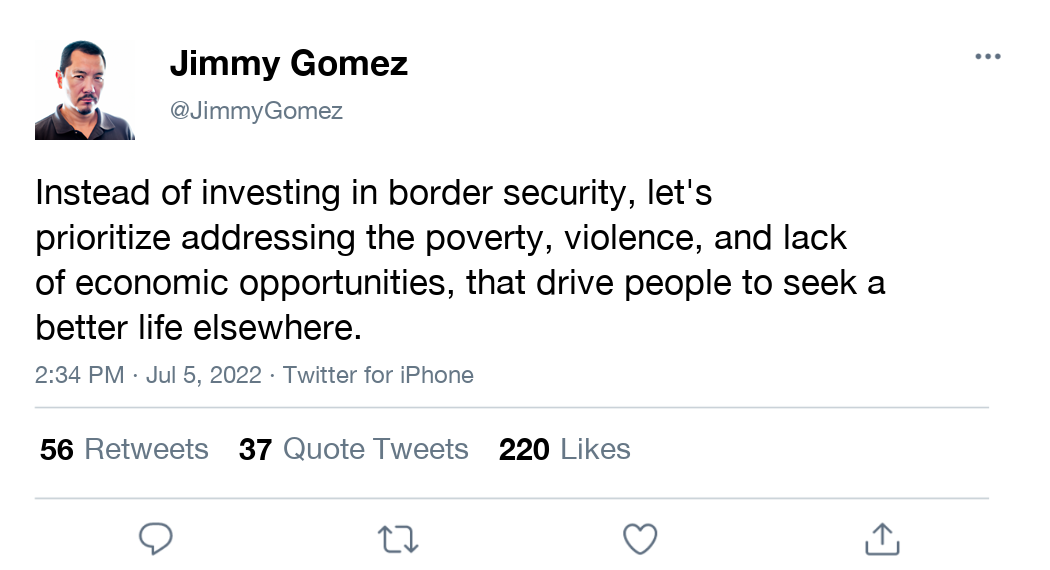 Jimmy Gomez
@JimmyGomez
Instead of investing in border security, let's
prioritize addressing the poverty, violence, and lack
of economic opportunities, that drive people to seek a
better life elsewhere.
2:34 PM · Jul 5, 2022 · Twitter for iPhone
56 Retweets 37 Quote Tweets 220 Likes